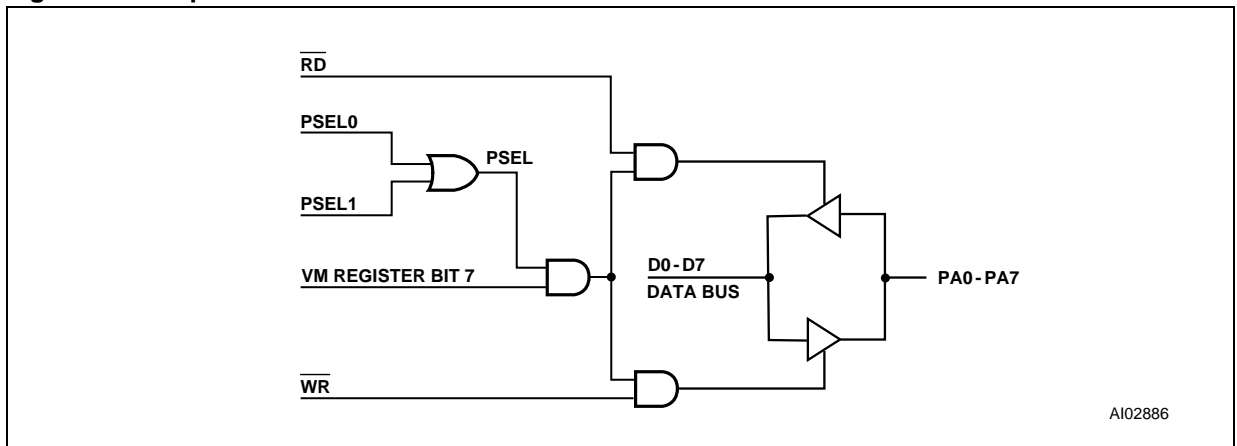 RD
PSEL0
PSEL
PSEL1
VM REGISTER BIT 7
D0-D7
DATA BUS
PA0-PA7
WR
AI02886